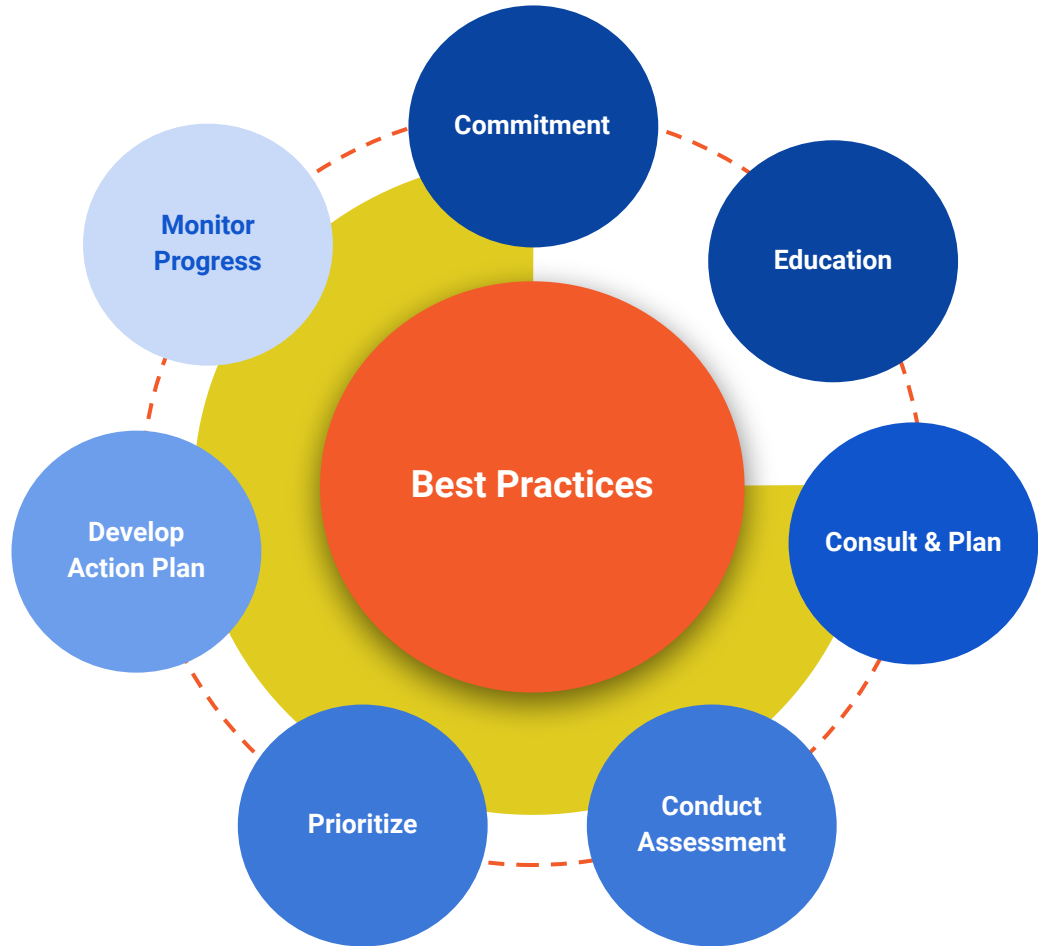 Commitment
Education
Consult & Plan
Conduct
Assessment
Prioritize
Develop
Action Plan
Monitor
Progress
Best Practices